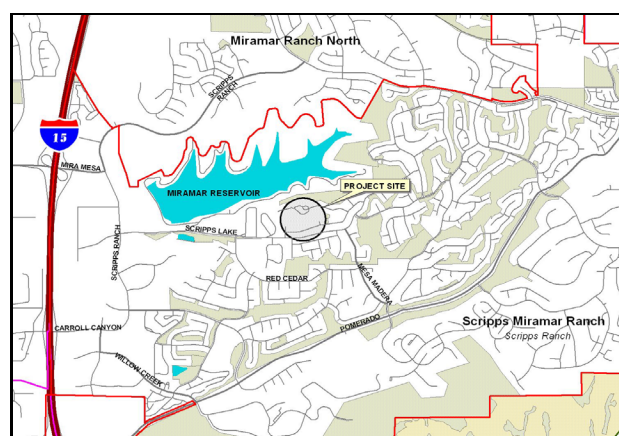 Miramar Ranch North
SCRIPPS
RANCH
15
MIRA MESA
PROJECT SITE
MIRAMAR RESERVOIR
SCRIPPS LAKE
SCRIPPS RANCH
RED CEDAR
MESA MADERA
CARROLL CANYON
POMERADO
Scripps Miramar Ranch
Scripps Ranch
WILLOW CREEK